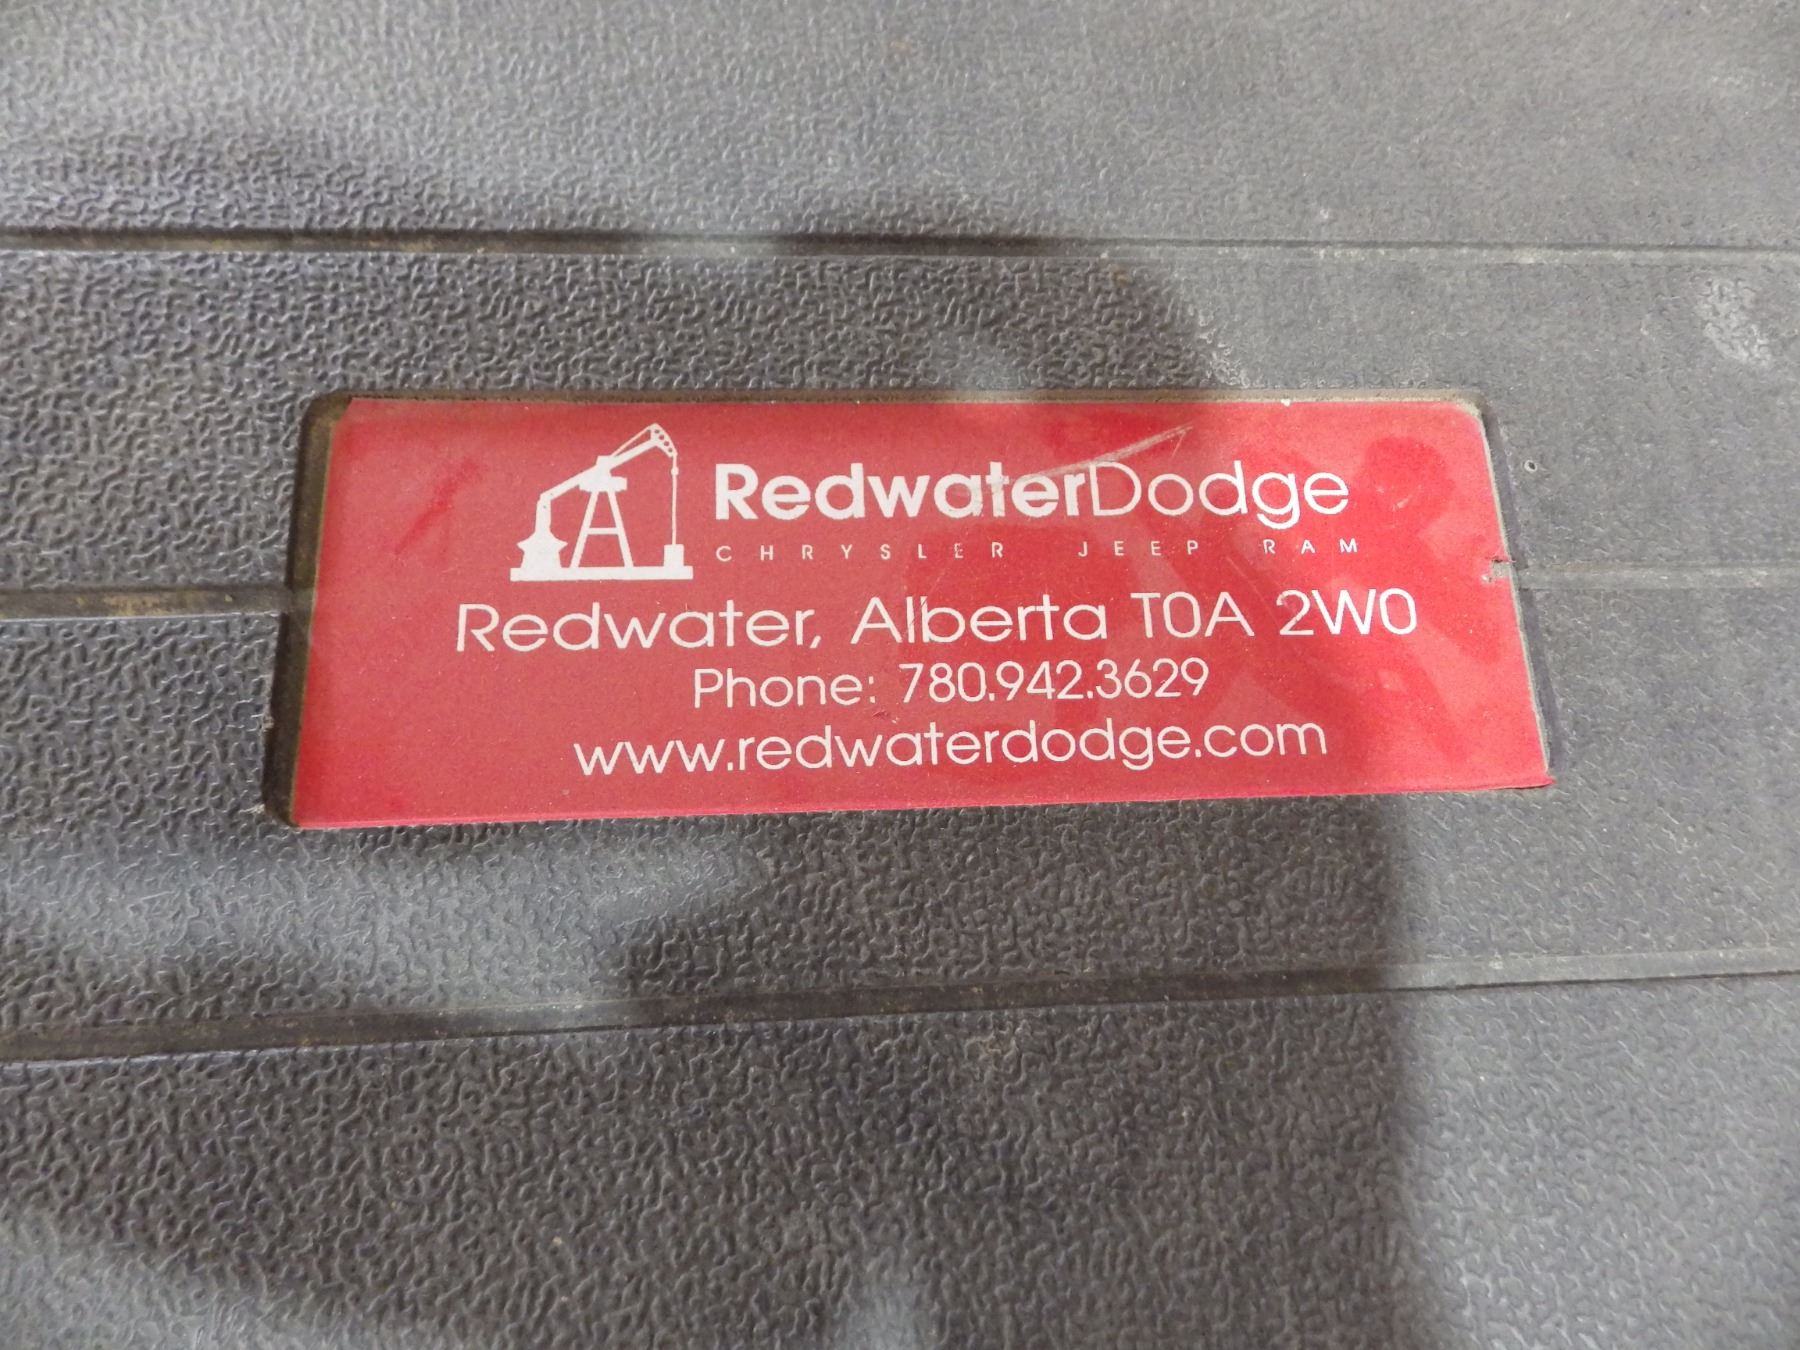 RedwaterDodge
CHRYSLER JEEP RAM
Redwater, Alberta T0A 2W0
Phone: 780.942.3629
www.redwaterdodge.com